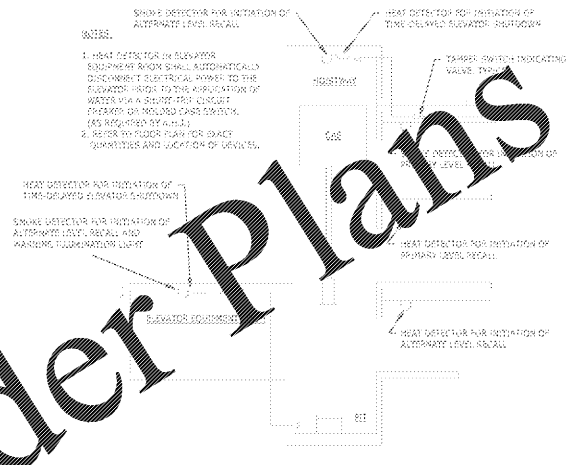 SMOKE DETECTOR FOR INITIATION OF
ALTERNATE LEVEL RECALL
HEAT DETECTOR FOR INITIATION OF
TIME-DELAYED ELEVATOR SHUTDOWN
NOTES:
1. HEAT DETECTOR IN ELEVATOR
EQUIPMENT ROOM SHALL AUTOMATICALLY
DISCONNECT ELECTRICAL POWER TO THE
ELEVATOR PRIOR TO THE APPLICATION OF
WATER VIA A SHUNT-TRIP CIRCUIT
BREAKER OR MOLDED CASE SWITCH.
(AS REQUIRED BY A.H.J.)
2. REFER TO FLOOR PLAN FOR EXACT
QUANTITIES AND LOCATION OF DEVICES.
TAMPER SWITCH INDICATING
VALVE,
HOISTWAY
CAB
DETECTOR FOR INITIATION OF
LEVEL
HEAT DETECTOR FOR INITIATION OF
TIME-DELAYED ELEVATOR SHUTDOWN
SMOKE DETECTOR FOR INITIATION OF
ALTERNATE LEVEL RECALL AND
WARNING ILLUMINATION LIGHT
HEAT DETECTOR FOR INITIATION OF
PRIMARY LEVEL RECALL
ELEVATOR EQUIPMENT
HEAT DETECTOR FOR INITIATION OF
ALTERNATE LEVEL RECALL
PIT
der Plans